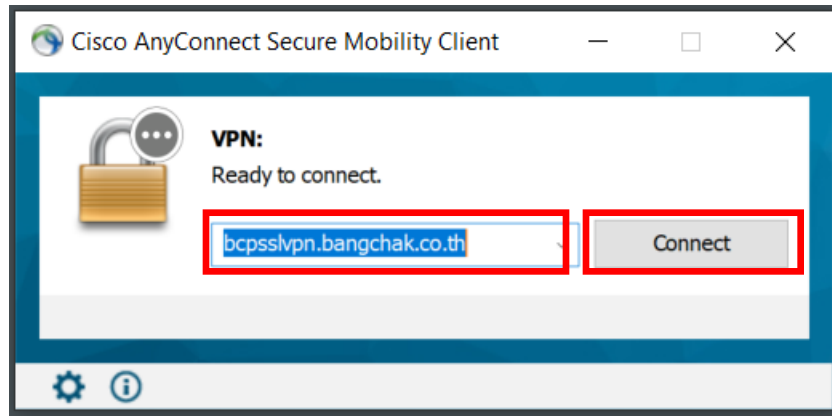 Cisco AnyConnect Secure Mobility Client
VPN:
Ready to connect.
bcpsslvpn.bangchak.co.th
Connect